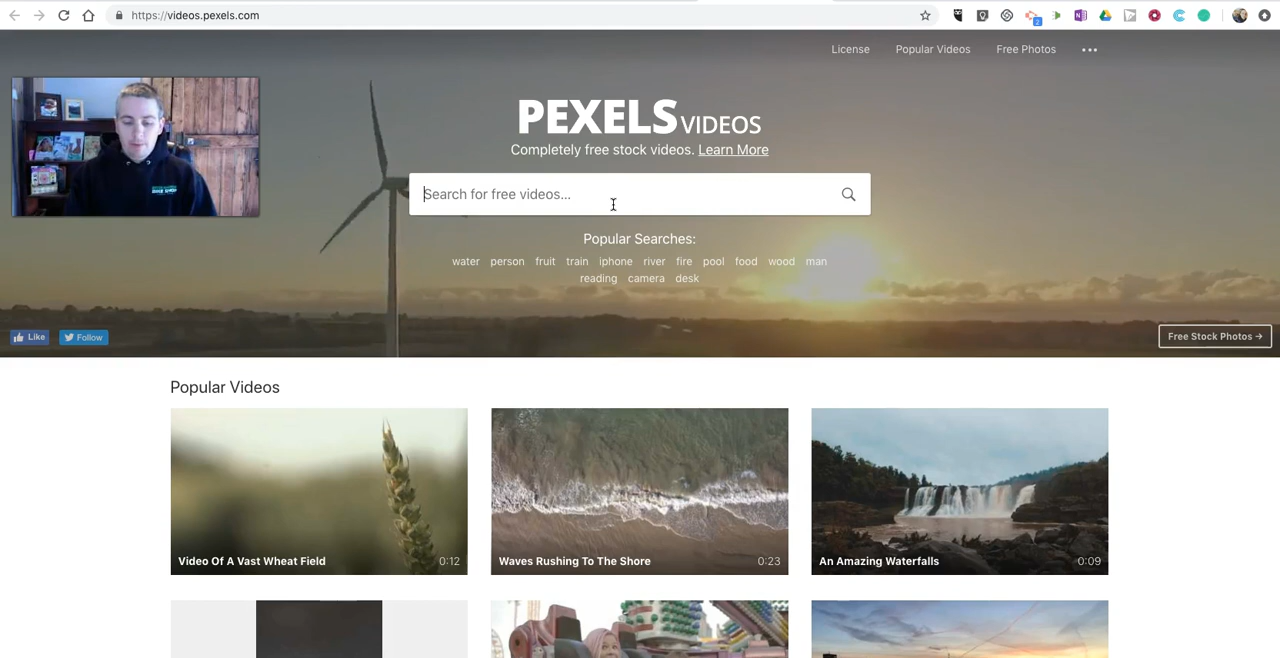 https://videos.pexels.com
2
License Popular Videos Free Photos
PEXELS VIDEOS
Completely free stock videos. Learn More
Search for free videos...
Popular Searches:
water person fruit train iphone river fire pool food wood man
reading camera desk
Like Follow
Free Stock Photos →
Popular Videos
Video Of A Vast Wheat Field 0:12
Waves Rushing To The Shore 0:23
An Amazing Waterfalls 0:09